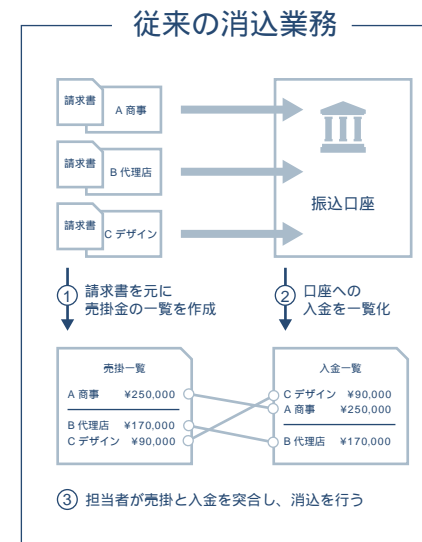 従来の消込業務
請求書
A 商事
請求書
B 代理店
請求書
C デザイン
振込口座
① 請求書を元に
売掛金の一覧を作成
② 口座への
入金を一覧化
売掛一覧
A 商事 ¥250,000
B 代理店 ¥170,000
C デザイン ¥90,000
入金一覧
C デザイン ¥90,000
A 商事 ¥250,000
B 代理店 ¥170,000
③ 担当者が売掛と入金を突合し、消込を行う